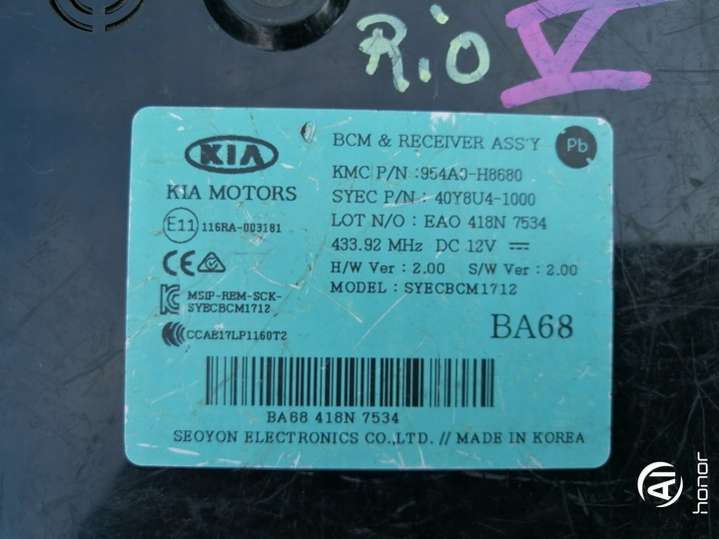 Rio V
KIA
KIA MOTORS
E11 116RA-003181
CE
MSIP-REM-SCK-
SYECBCM1712
CCAE17LP1160T2
BCM & RECEIVER ASS'Y
Pb
KMC P/N :954A0-H8680
SYEC P/N : 40Y8U4-1000
LOT N/O : EAO 418N 7534
433.92 MHz DC 12V
H/W Ver : 2.00 S/W Ver : 2.00
MODEL : SYECBCM1712
BA68
BA68 418N 7534
SEOYON ELECTRONICS CO.,LTD. // MADE IN KOREA
AI
honor